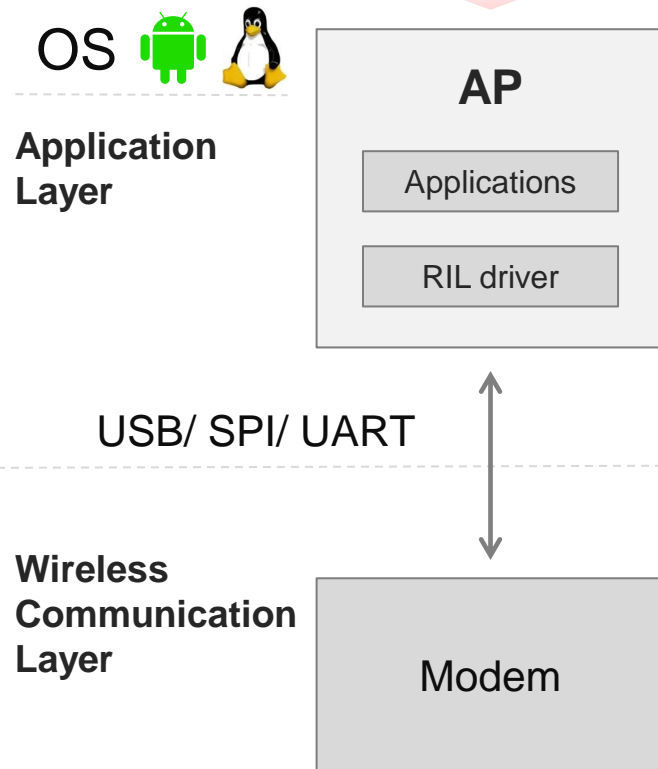 OS
AP
Application
Layer
Applications
RIL driver
USB/ SPI/ UART
Wireless
Communication
Layer
Modem